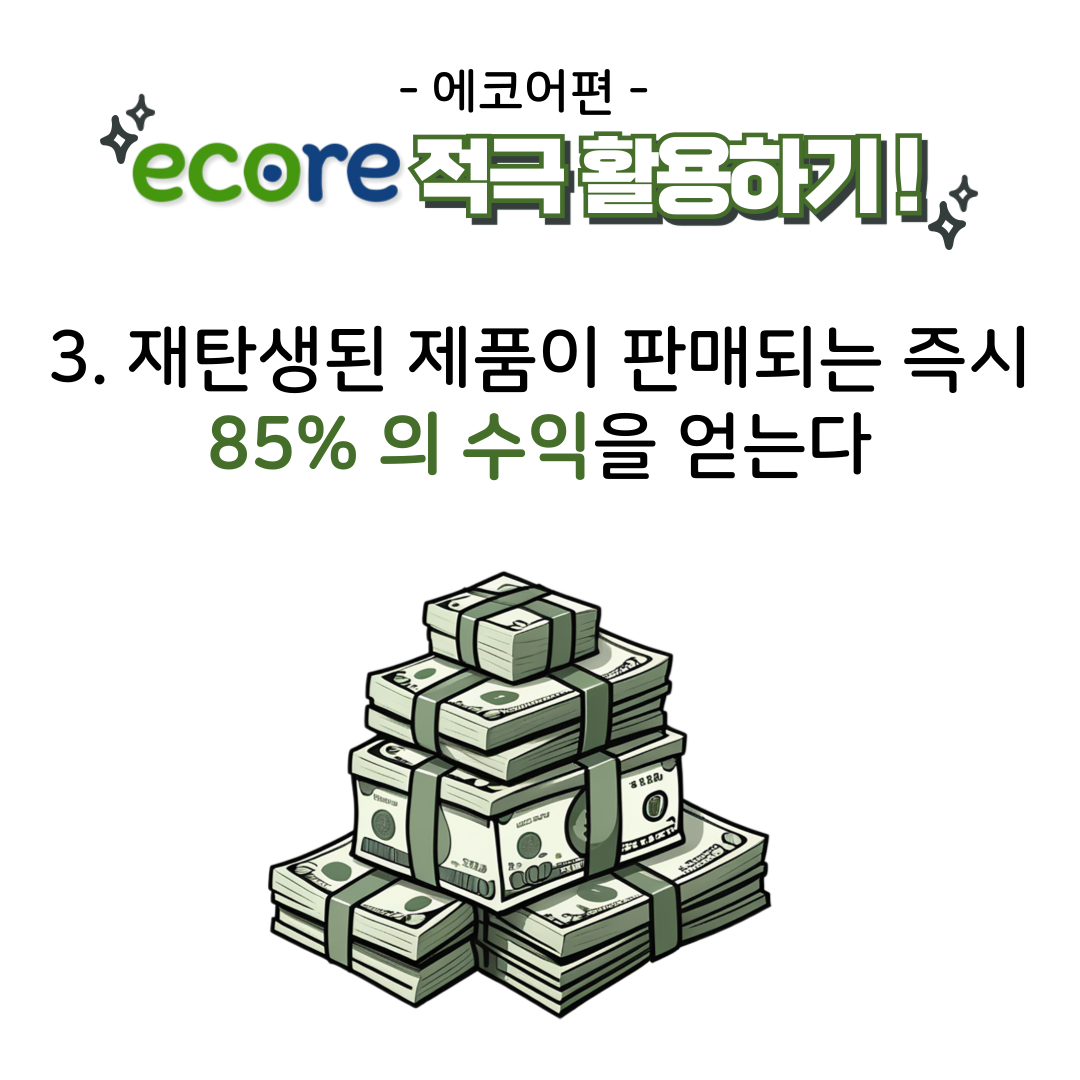 - 에코어편 -
ecore 적극 활용하기!
3. 재탄생된 제품이 판매되는 즉시
85% 의 수익을 얻는다